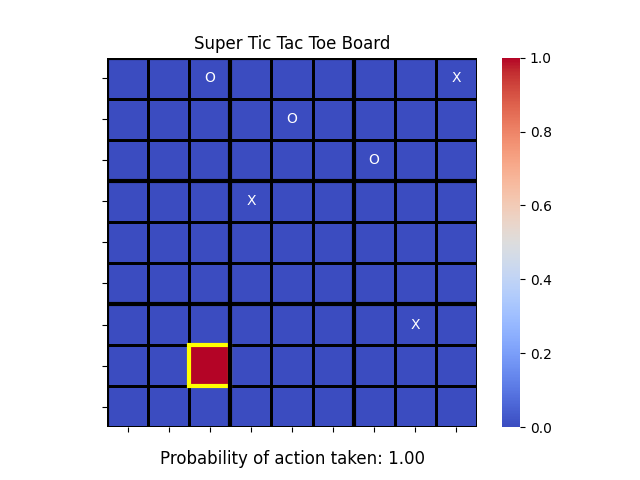 Super Tic Tac Toe Board
O X 1.0
O
0.8
O
X 0.6
0.4
X
0.2
0.0
Probability of action taken: 1.00